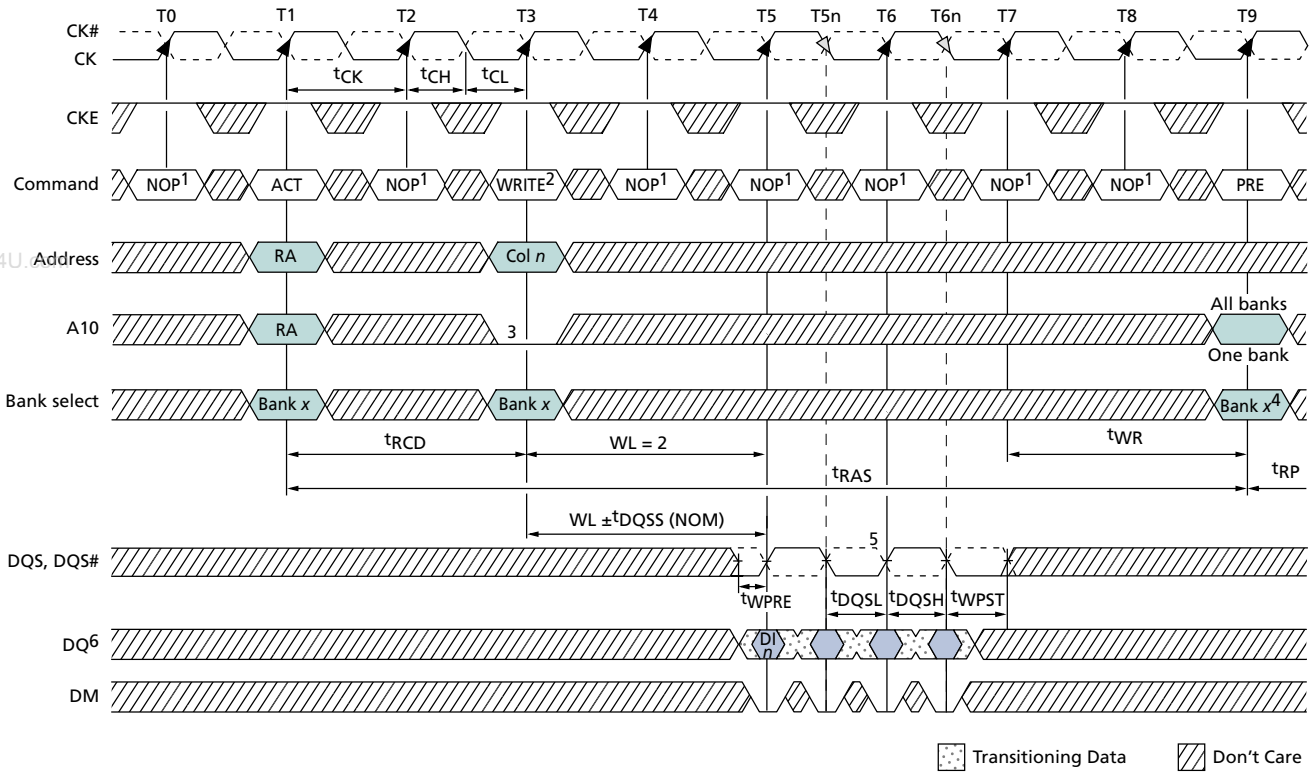 T0 T1 T2 T3 T4 T5 T5n T6 T6n T7 T8 T9
CK#
CK
tCK tCH tCL
CKE
Command NOP1 ACT NOP1 WRITE2 NOP1 NOP1 NOP1 NOP1 NOP1 PRE
4U.com
Address RA Col n
All banks
A10 RA 3
One bank
Bank select Bank x Bank x Bank x4
tRCD WL = 2 tWR
tRAS tRP
WL ±tDQSS (NOM)
5
DQS, DQS#
tWPRE tDQSL tDQSH tWPST
DQ6 DI
n
DM
Transitioning Data Don't Care